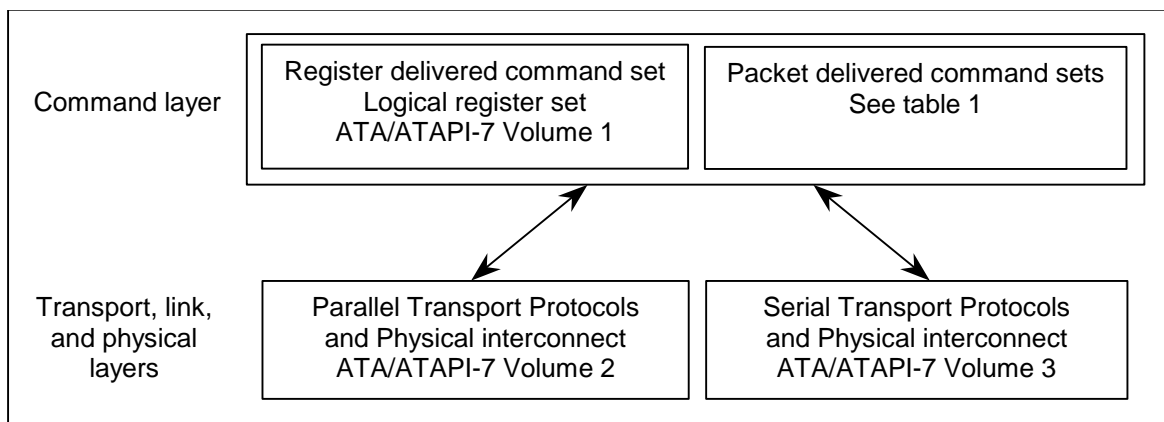 Command layer
Register delivered command set
Logical register set
ATA/ATAPI-7 Volume 1
Packet delivered command sets
See table 1
Transport, link,
and physical
layers
Parallel Transport Protocols
and Physical interconnect
ATA/ATAPI-7 Volume 2
Serial Transport Protocols
and Physical interconnect
ATA/ATAPI-7 Volume 3